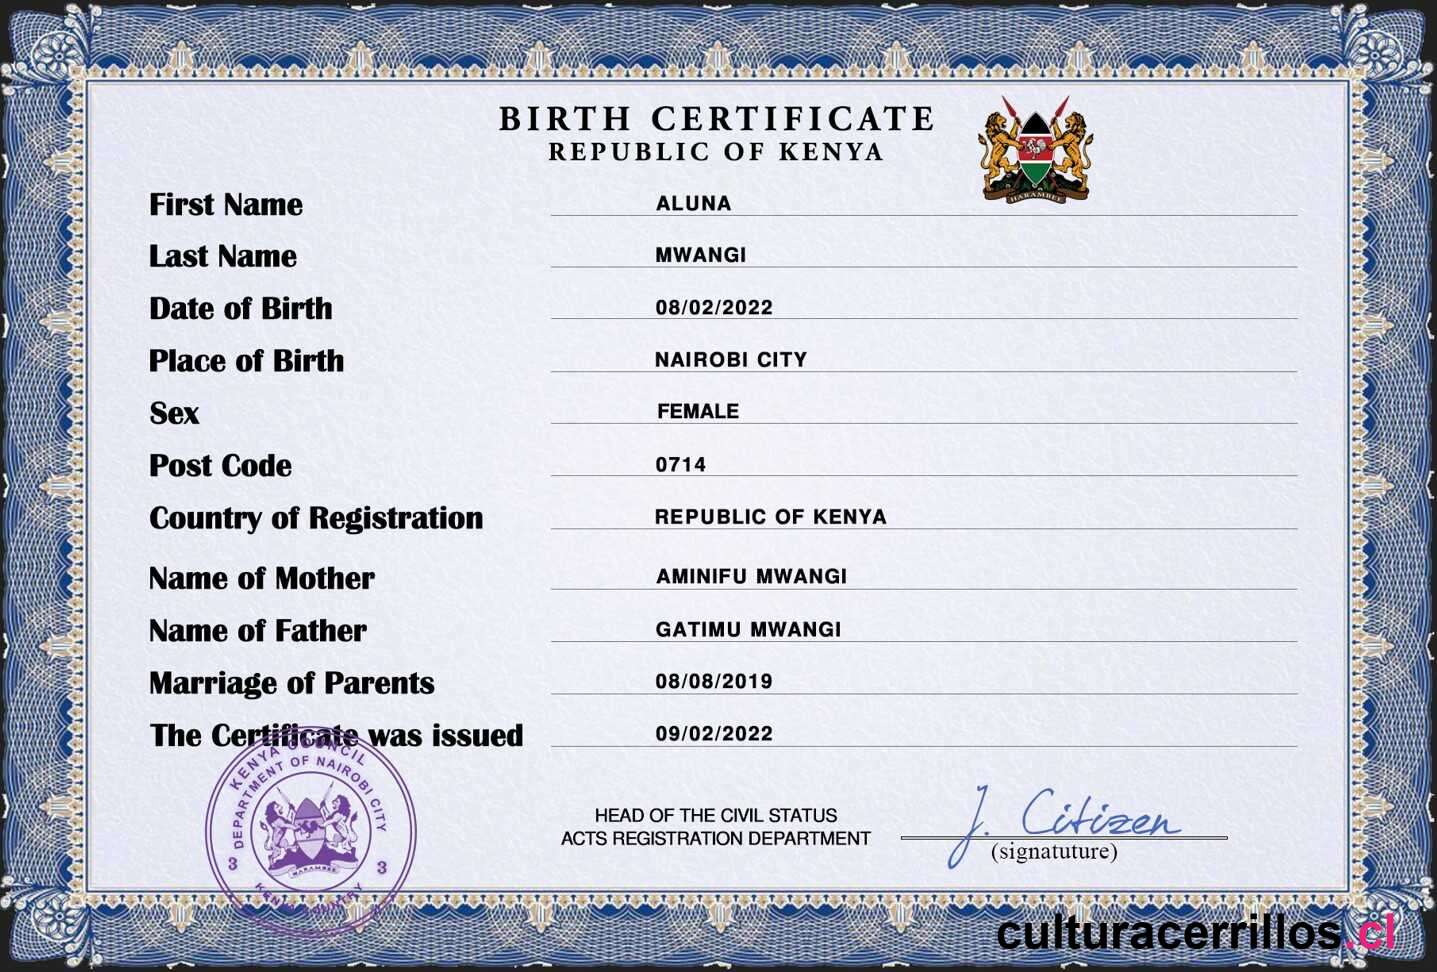 BIRTH CERTIFICATE
REPUBLIC OF KENYA
HARAMBEE
First Name ALUNA
Last Name MWANGI
Date of Birth 08/02/2022
Place of Birth NAIROBI CITY
Sex FEMALE
Post Code 0714
Country of Registration REPUBLIC OF KENYA
Name of Mother AMINIFU MWANGI
Name of Father GATIMU MWANGI
Marriage of Parents 08/08/2019
The Certificate was issued 09/02/2022
KENYA COUNCIL
DEPARTMENT OF NAIROBI CITY
3 3
HARAMBEE
KENYA COUNTRY
HEAD OF THE CIVIL STATUS
ACTS REGISTRATION DEPARTMENT
J. Citizen
(signatuture)
culturacerrillos.cl